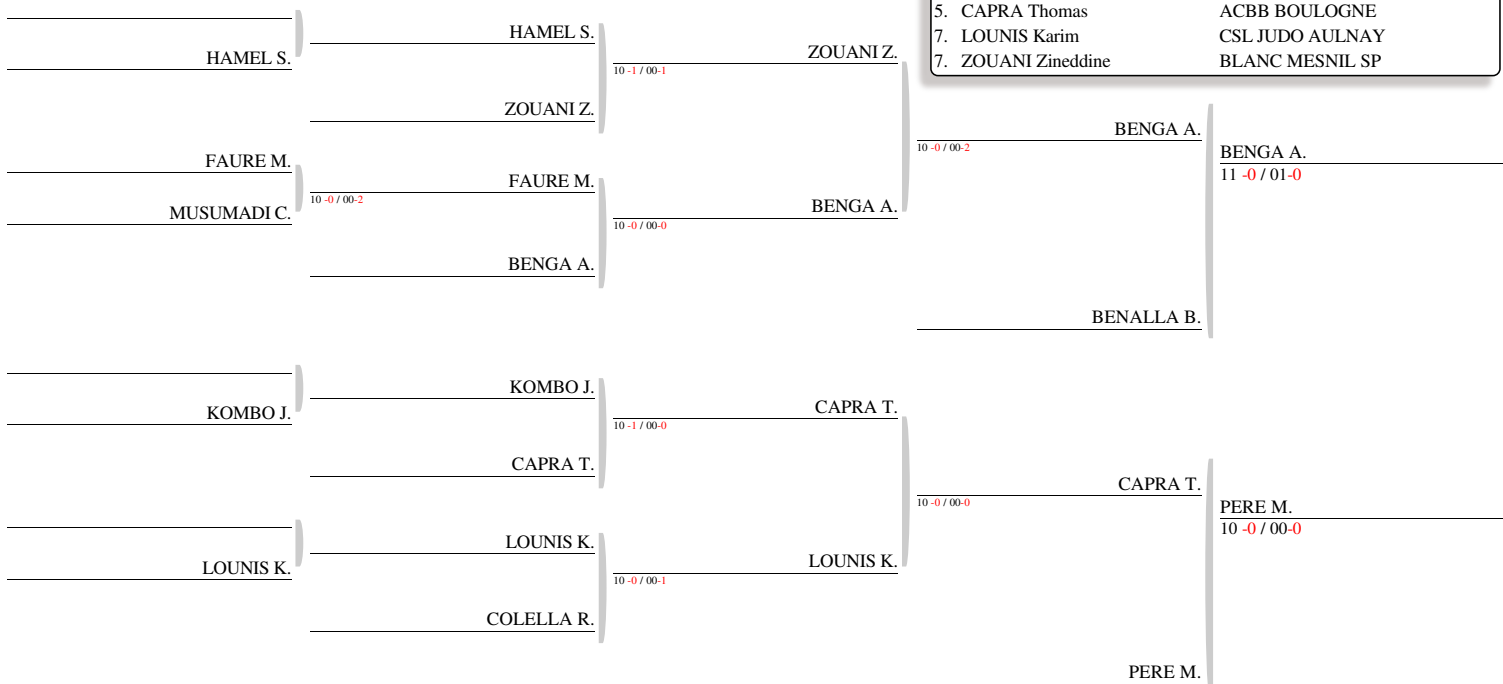 5. CAPRA Thomas ACBB BOULOGNE
7. LOUNIS Karim CSL JUDO AULNAY
7. ZOUANI Zineddine BLANC MESNIL SP
HAMEL S.
HAMEL S.
ZOUANI Z.
10 -1 / 00-1
ZOUANI Z.
BENGA A.
10 -0 / 00-2
BENGA A.
11 -0 / 01-0
FAURE M.
FAURE M.
10 -0 / 00-2
MUSUMADI C.
BENGA A.
10 -0 / 00-0
BENGA A.
BENALLA B.
KOMBO J.
KOMBO J.
CAPRA T.
10 -1 / 00-0
CAPRA T.
CAPRA T.
10 -0 / 00-0
PERE M.
10 -0 / 00-0
LOUNIS K.
LOUNIS K.
LOUNIS K.
10 -0 / 00-1
COLELLA R.
PERE M.